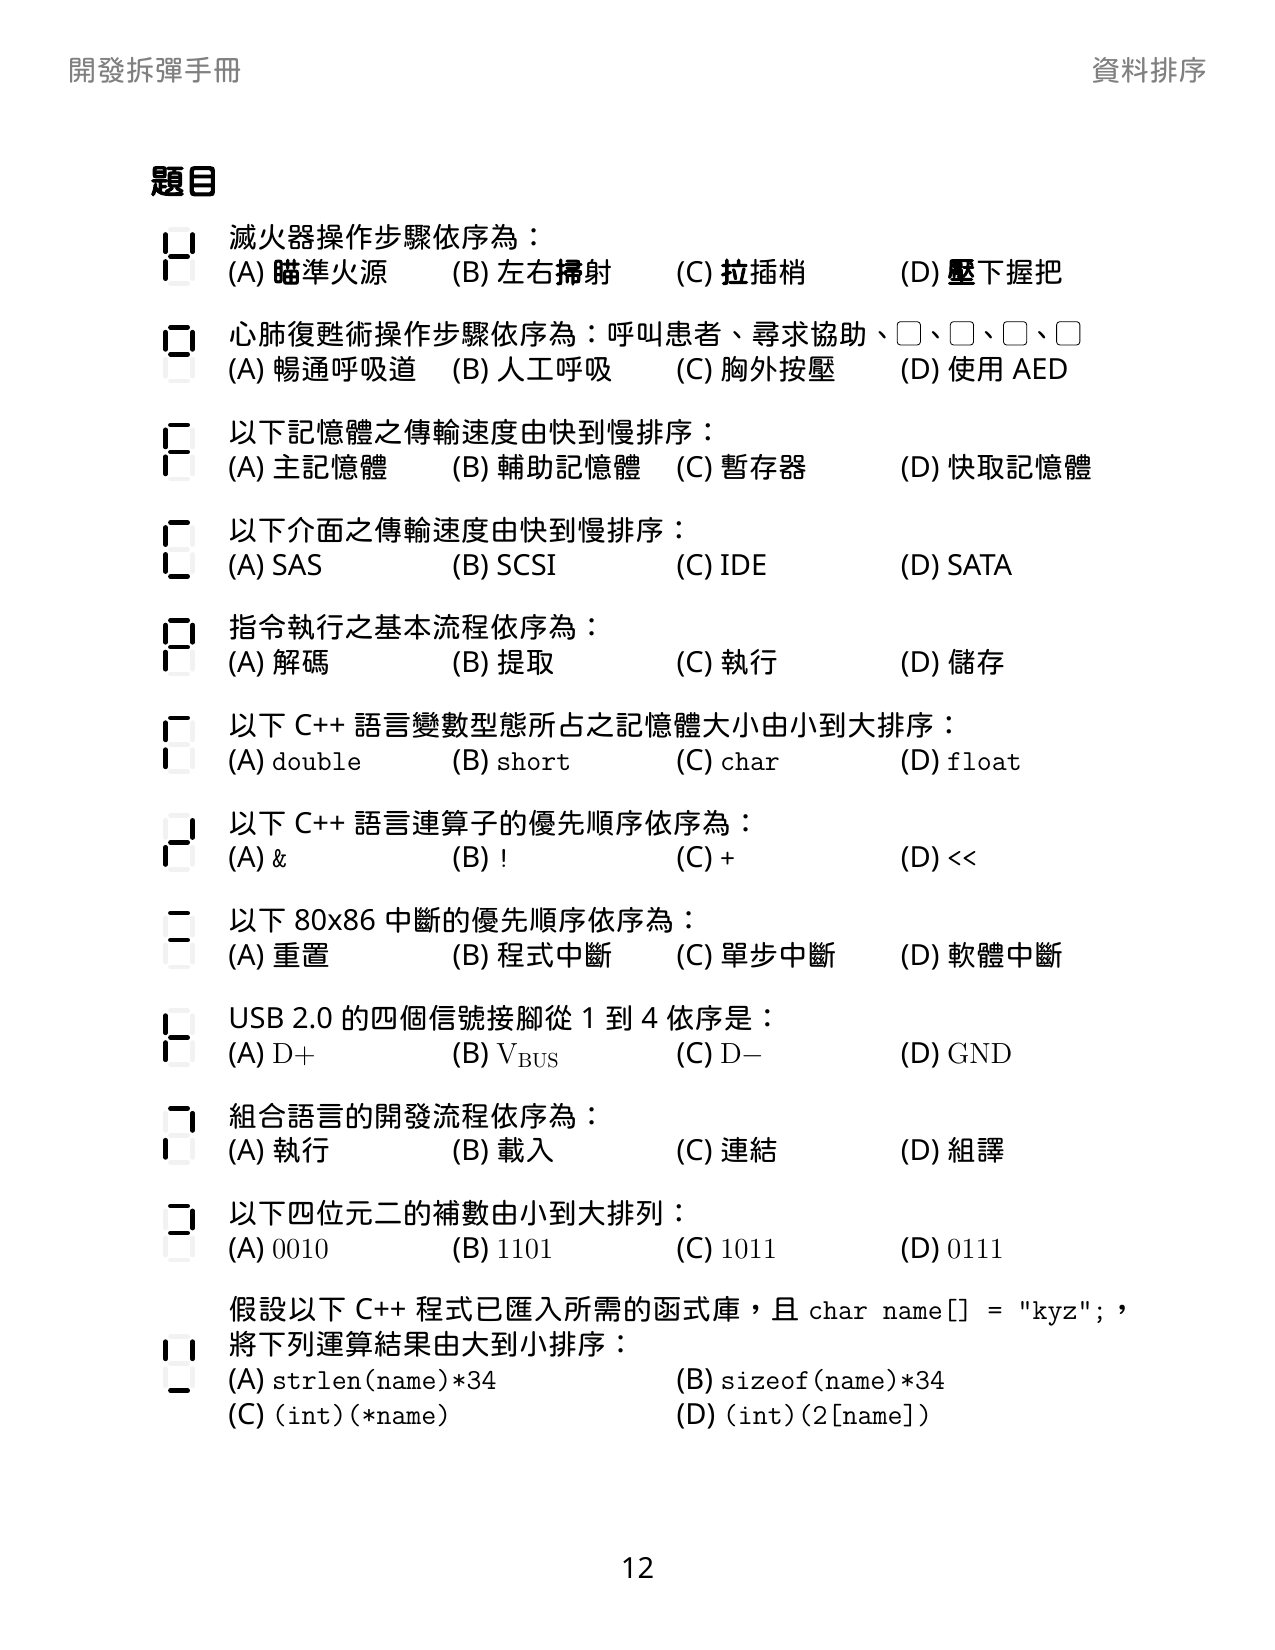 開發拆彈手冊 資料排序
題目
滅火器操作步驟依序為：
(A) 瞄準火源 (B) 左右掃射 (C) 拉插梢 (D) 壓下握把
心肺復甦術操作步驟依序為：呼叫患者、尋求協助、▢、▢、▢、▢
(A) 暢通呼吸道 (B) 人工呼吸 (C) 胸外按壓 (D) 使用 AED
以下記憶體之傳輸速度由快到慢排序：
(A) 主記憶體 (B) 輔助記憶體 (C) 暫存器 (D) 快取記憶體
以下介面之傳輸速度由快到慢排序：
(A) SAS (B) SCSI (C) IDE (D) SATA
指令執行之基本流程依序為：
(A) 解碼 (B) 提取 (C) 執行 (D) 儲存
以下 C++ 語言變數型態所占之記憶體大小由小到大排序：
(A) double (B) short (C) char (D) float
以下 C++ 語言運算子的優先順序依序為：
(A) & (B) ! (C) + (D) <<
以下 80x86 中斷的優先順序依序為：
(A) 重置 (B) 程式中斷 (C) 單步中斷 (D) 軟體中斷
USB 2.0 的四個信號接腳從 1 到 4 依序是：
(A) D+ (B) VBUS (C) D− (D) GND
組合語言的開發流程依序為：
(A) 執行 (B) 載入 (C) 連結 (D) 組譯
以下四位元二的補數由小到大排列：
(A) 0010 (B) 1101 (C) 1011 (D) 0111
假設以下 C++ 程式已匯入所需的函式庫，且 char name[] = "kyz";，
將下列運算結果由大到小排序：
(A) strlen(name)*34 (B) sizeof(name)*34
(C) (int)(*name) (D) (int)(2[name])
12